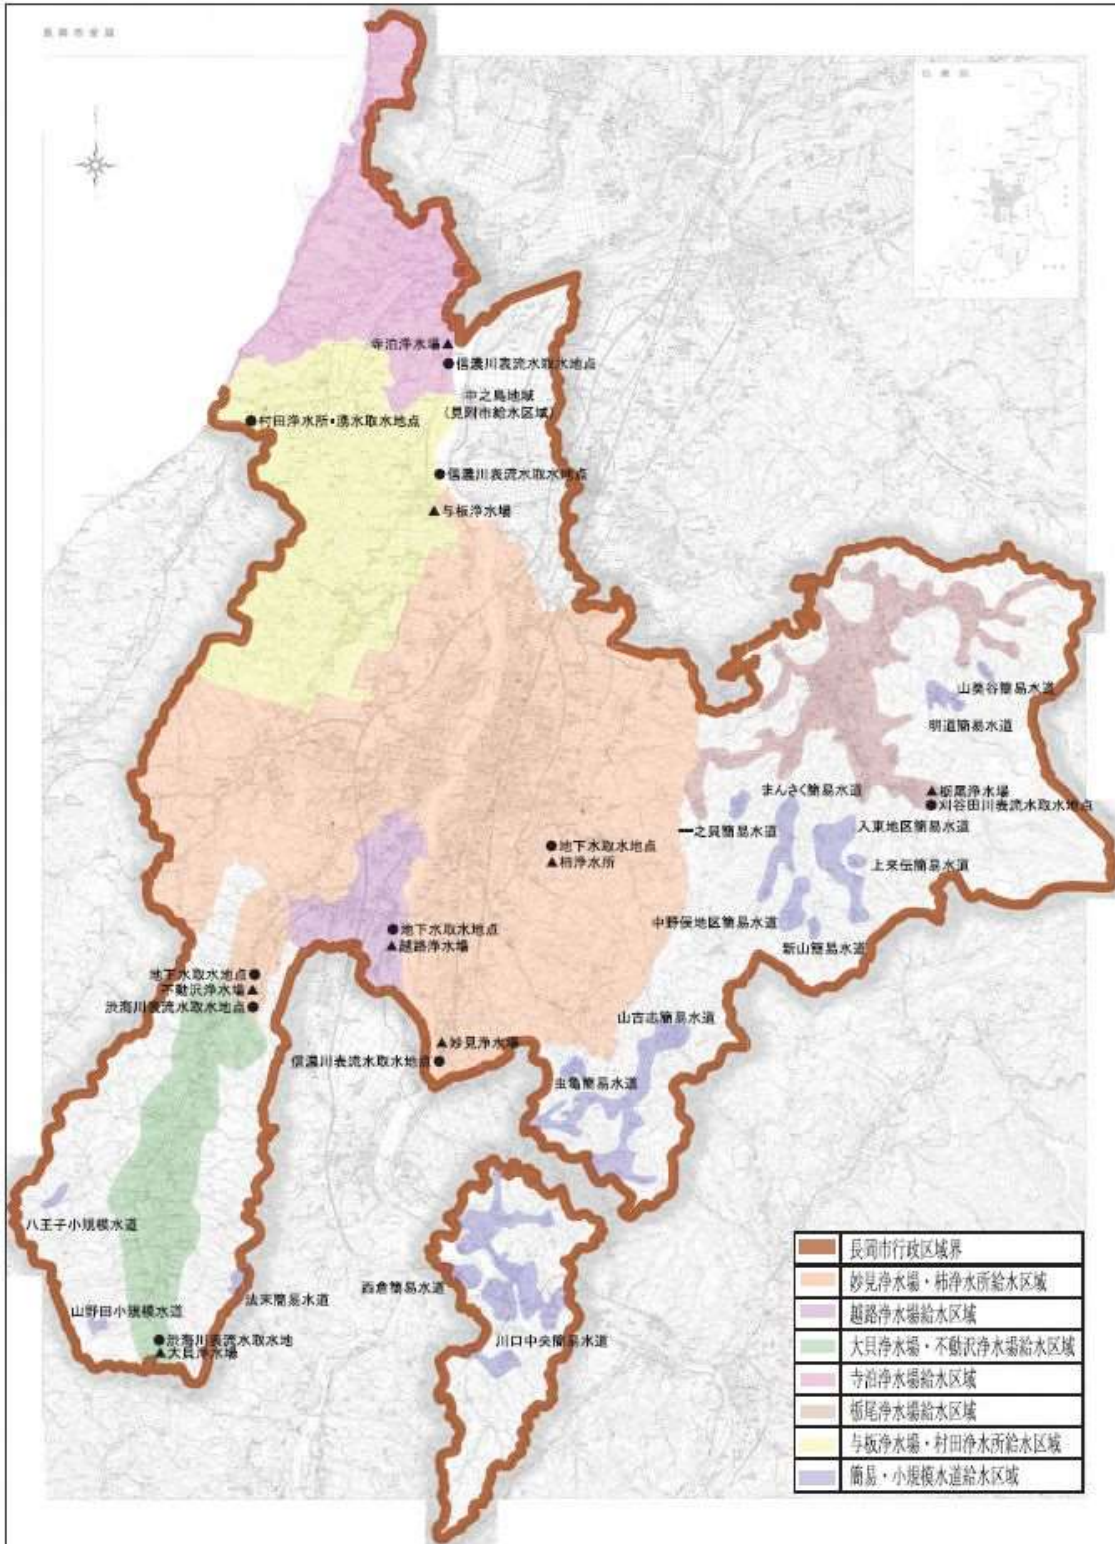 長岡市全図
位置図
寺泊浄水場▲
●信濃川表流水取水地点
中之島地域
(見附市給水区域)
●村田浄水所・湧水取水地点
●信濃川表流水取水地点
▲与板浄水場
山葵谷簡易水道
明道簡易水道
まんさく簡易水道
▲栃尾浄水場
●刈谷田川表流水取水地点
一之貝簡易水道
入東地区簡易水道
●地下水取水地点
▲柿浄水所
上来伝簡易水道
中野俣地区簡易水道
●地下水取水地点
▲越路浄水場
新山簡易水道
地下水取水地点●
不動沢浄水場▲
渋海川表流水取水地点●
山古志簡易水道
▲妙見浄水場
信濃川表流水取水地点●
虫亀簡易水道
八王子小規模水道
西倉簡易水道
法末簡易水道
山野田小規模水道
●渋海川表流水取水地
▲大貝浄水場
川口中央簡易水道
長岡市行政区域界
妙見浄水場・柿浄水所給水区域
越路浄水場給水区域
大貝浄水場・不動沢浄水場給水区域
寺泊浄水場給水区域
栃尾浄水場給水区域
与板浄水場・村田浄水所給水区域
簡易・小規模水道給水区域